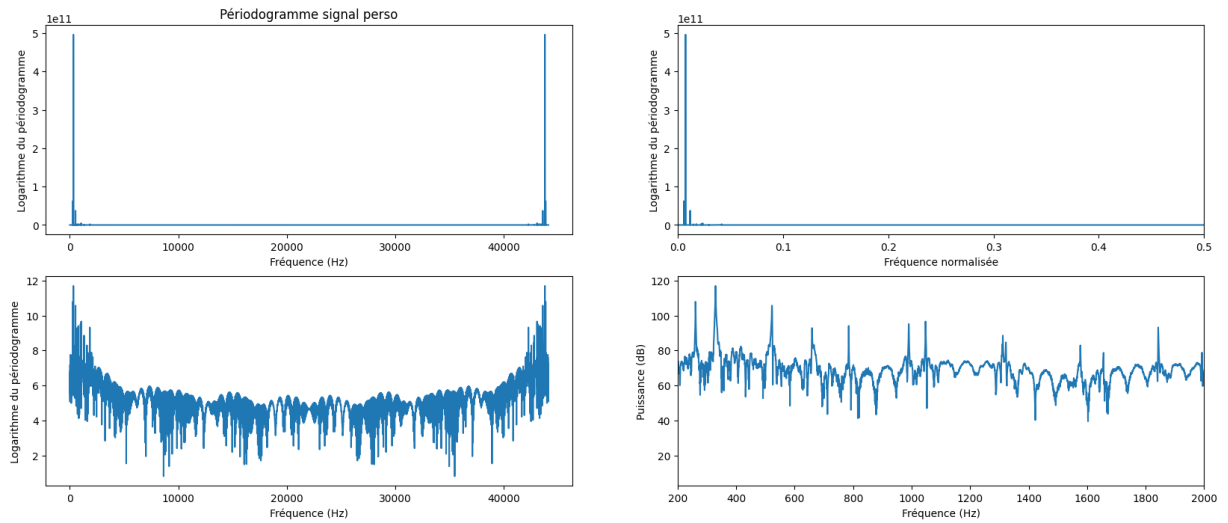 Périodogramme signal perso
1e11
5
4
3
2
1
0
Logarithme du périodogramme
0 10000 20000 30000 40000
Fréquence (Hz)
1e11
5
4
3
2
1
0
Logarithme du périodogramme
0.0 0.1 0.2 0.3 0.4 0.5
Fréquence normalisée
12
10
8
6
4
2
Logarithme du périodogramme
0 10000 20000 30000 40000
Fréquence (Hz)
120
100
80
60
40
20
Puissance (dB)
200 400 600 800 1000 1200 1400 1600 1800 2000
Fréquence (Hz)